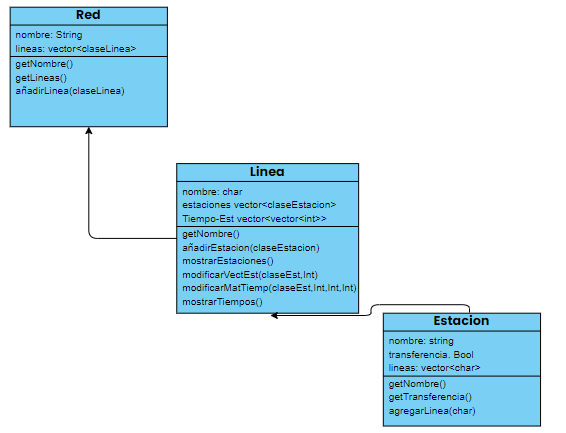 Red
nombre: String
lineas: vector<claseLinea>
getNombre()
getLineas()
añadirLinea(claseLinea)
Linea
nombre: char
estaciones vector<claseEstacion>
Tiempo-Est vector<vector<int>>
getNombre()
añadirEstacion(claseEstacion)
mostrarEstaciones()
modificarVectEst(claseEst,Int)
modificarMatTiemp(claseEst,Int,Int,Int)
mostrarTiempos()
Estacion
nombre: string
transferencia. Bool
lineas: vector<char>
getNombre()
getTransferencia()
agregarLinea(char)